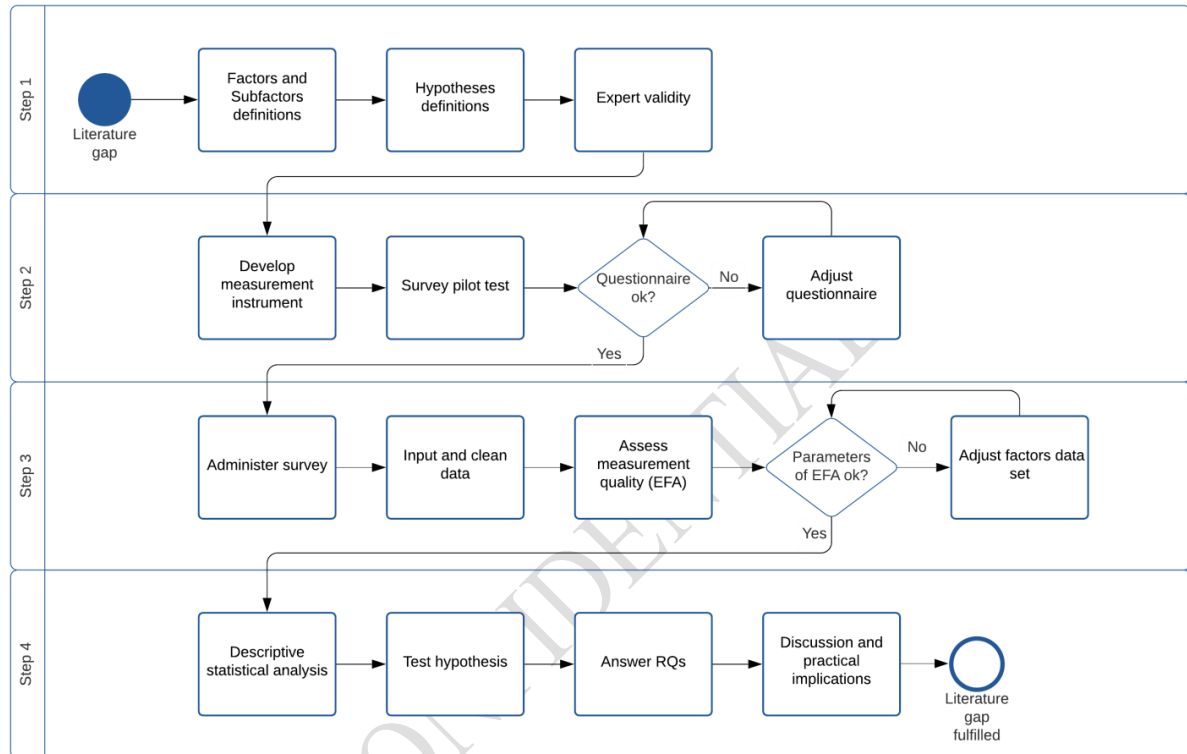 Step 1
Literature
gap
Factors and
Subfactors
definitions
Hypotheses
definitions
Expert validity
Step 2
Develop
measurement
instrument
Survey pilot test
Questionnaire
ok?
No
Adjust
questionnaire
Yes
Step 3
Administer survey
Input and clean
data
Assess
measurement
quality (EFA)
Parameters
of EFA ok?
No
Adjust factors data
set
Yes
Step 4
Descriptive
statistical analysis
Test hypothesis
Answer RQs
Discussion and
practical
implications
Literature
gap
fulfilled